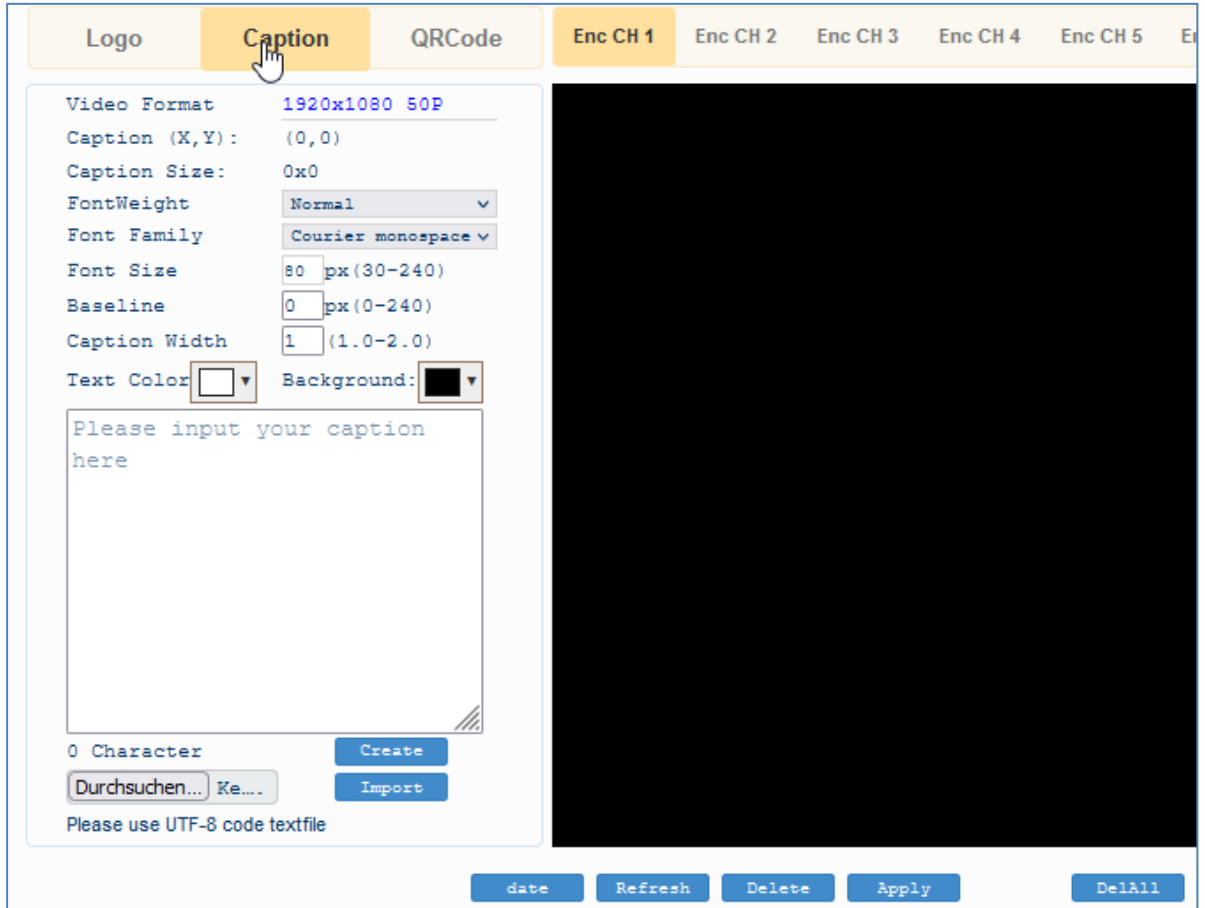 Logo Caption QRCode
Enc CH 1 Enc CH 2 Enc CH 3 Enc CH 4 Enc CH 5
Video Format 1920x1080 50P
Caption (X,Y): (0,0)
Caption Size: 0x0
FontWeight Normal
Font Family Courier monospace
Font Size 80 px(30-240)
Baseline 0 px(0-240)
Caption Width 1 (1.0-2.0)
Text Color Background:
Please input your caption
here
0 Character Create
Durchsuchen... Ke.... Import
Please use UTF-8 code textfile
date Refresh Delete Apply DelAll